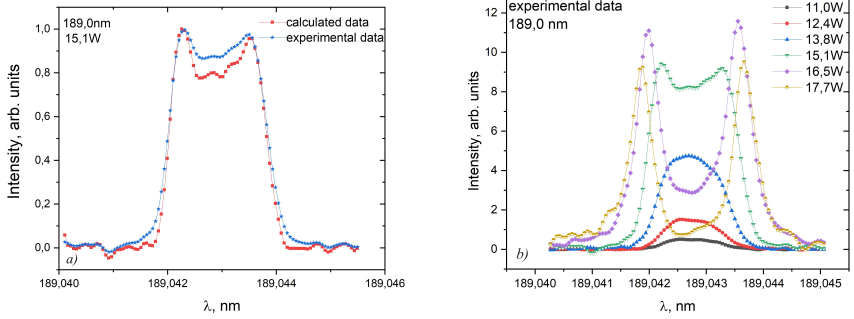 189,0nm
15,1W
calculated data
experimental data
1,0
0,8
0,6
0,4
0,2
0,0
Intensity, arb. units
a)
189,040
189,042
189,044
189,046
λ, nm
experimental data
189,0 nm
11,0W
12,4W
13,8W
15,1W
16,5W
17,7W
12
10
8
6
4
2
0
Intensity, arb. units
b)
189,040
189,041
189,042
189,043
189,044
189,045
λ, nm